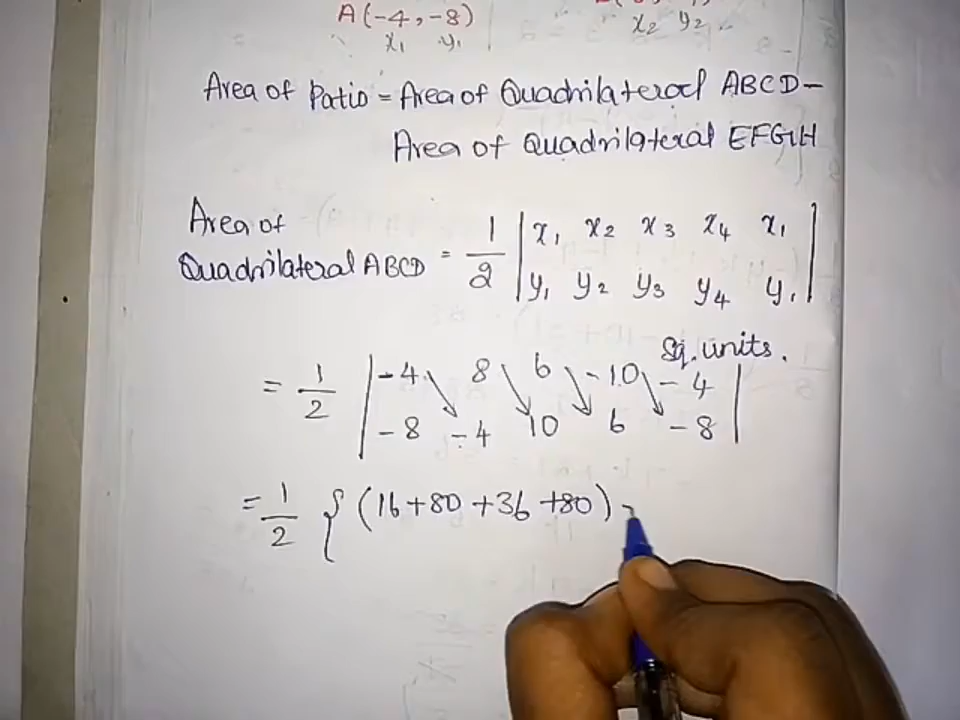 A(-4,-8)
x₁ y₁
x₂ y₂
Area of Patio = Area of Quadrilateral ABCD -
Area of Quadrilateral EFGH
Area of
Quadrilateral ABCD = 1/2 | x₁ x₂ x₃ x₄ x₁
y₁ y₂ y₃ y₄ y₁ |
Sq. units.
= 1/2 | -4 8 6 -10 -4
-8 -4 10 6 -8 |
= 1/2 { (16+80+36+80) -